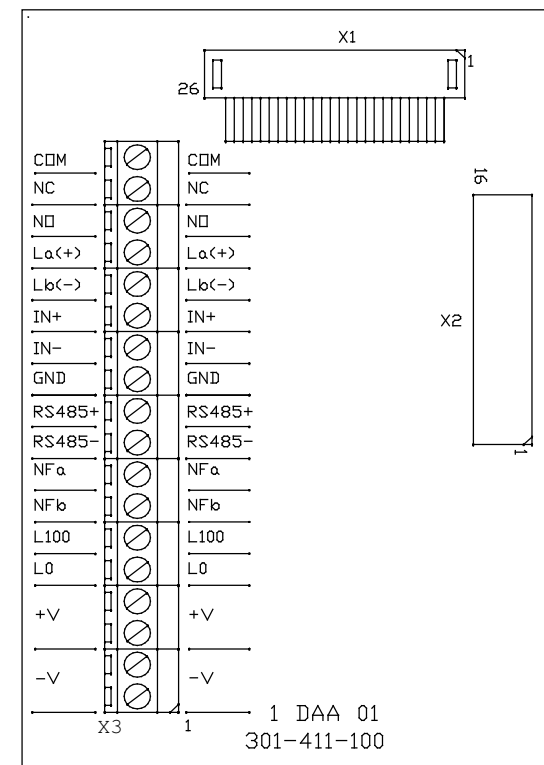 X1
1
26
COM COM
NC NC
NO NO
La(+) La(+)
Lb(-) Lb(-)
IN+ IN+
IN- IN-
GND GND
RS485+ RS485+
RS485- RS485-
NFa NFa
NFb NFb
L100 L100
L0 L0
+V +V
-V -V
X3
1
16
X2
1
1 DAA 01
301-411-100